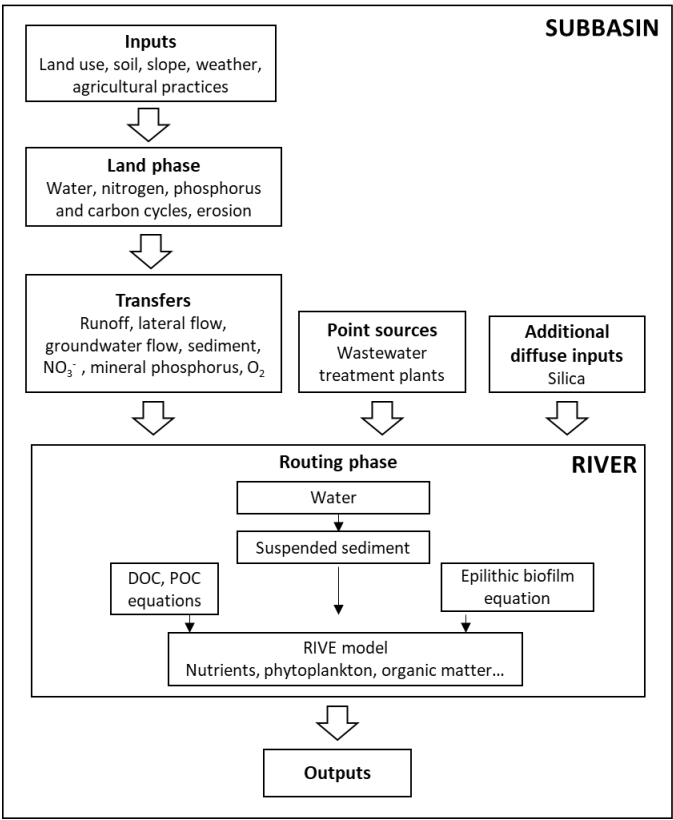 SUBBASIN
Inputs
Land use, soil, slope, weather,
agricultural practices
Land phase
Water, nitrogen, phosphorus
and carbon cycles, erosion
Transfers
Runoff, lateral flow,
groundwater flow, sediment,
NO₃⁻ , mineral phosphorus, O₂
Point sources
Wastewater
treatment plants
Additional
diffuse inputs
Silica
RIVER
Routing phase
Water
Suspended sediment
DOC, POC
equations
Epilithic biofilm
equation
RIVE model
Nutrients, phytoplankton, organic matter...
Outputs